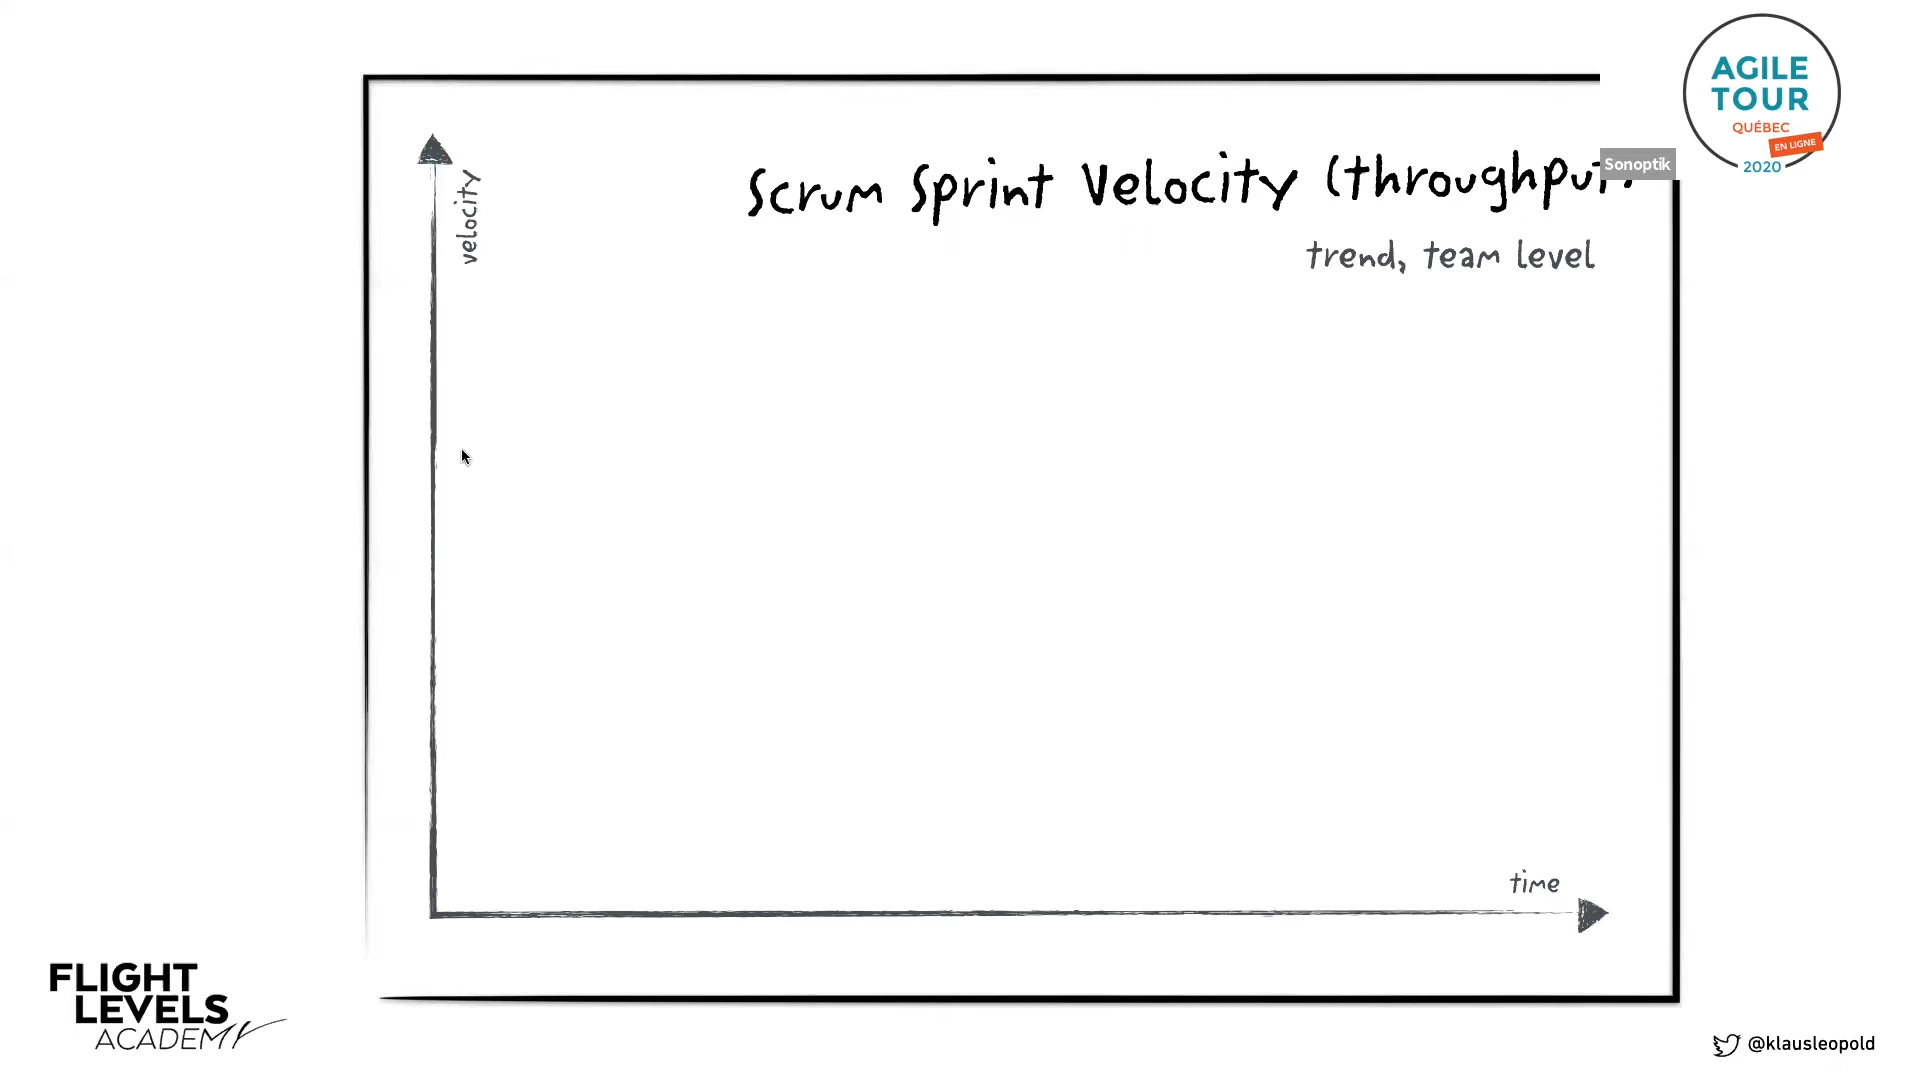 AGILE
TOUR
QUÉBEC
EN LIGNE
2020
Sonoptik
Scrum Sprint Velocity
trend, team level
velocity
time
FLIGHT
LEVELS
ACADEMY
@klausleopold